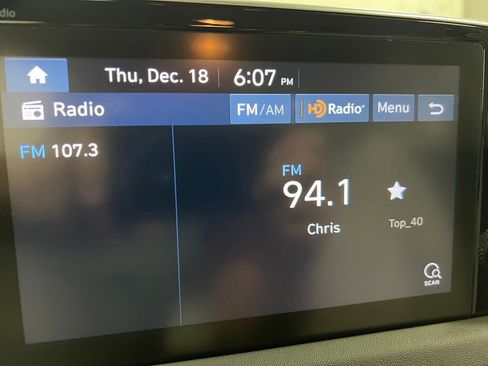 Radio
Thu, Dec. 18 6:07 PM
Radio FM/AM HD Radio Menu
FM 107.3
FM
94.1
Chris Top_40
SCAN